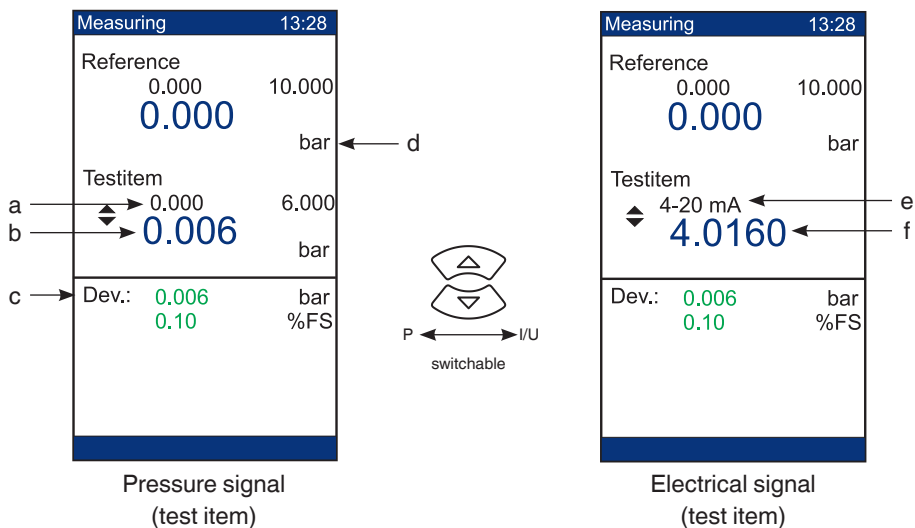 Measuring 13:28
Reference
0.000 10.000
0.000
bar
d
Testitem
a
0.000 6.000
b
0.006
bar
c
Dev.: 0.006 bar
0.10 %FS
Pressure signal
(test item)
P I/U
switchable
Measuring 13:28
Reference
0.000 10.000
0.000
bar
Testitem
4-20 mA
e
4.0160
f
Dev.: 0.006 bar
0.10 %FS
Electrical signal
(test item)